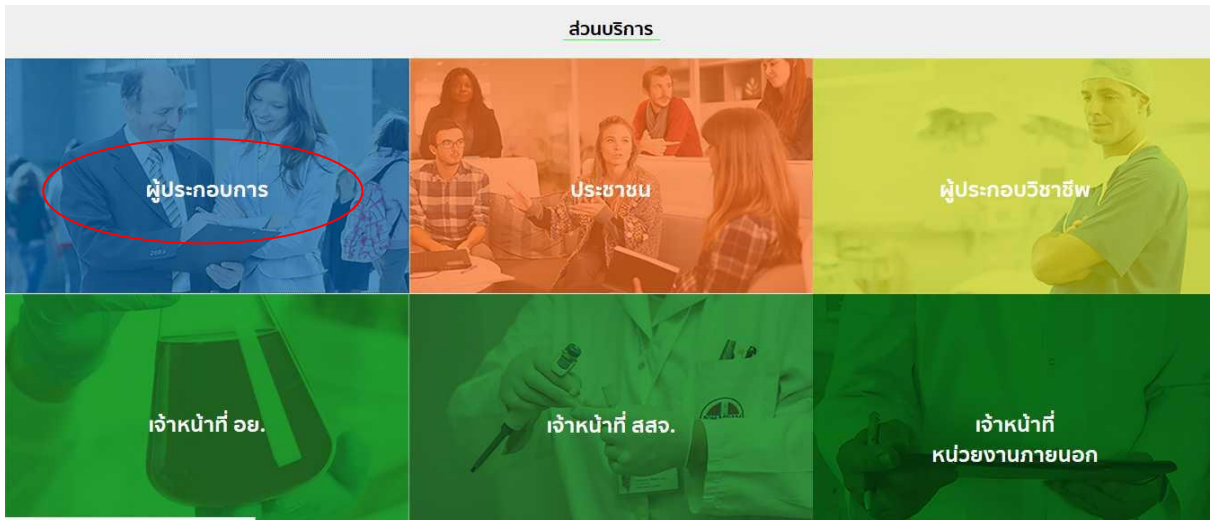 ส่วนบริการ
ผู้ประกอบการ
ประชาชน
ผู้ประกอบวิชาชีพ
เจ้าหน้าที่ อย.
เจ้าหน้าที่ สสจ.
เจ้าหน้าที่
หน่วยงานภายนอก